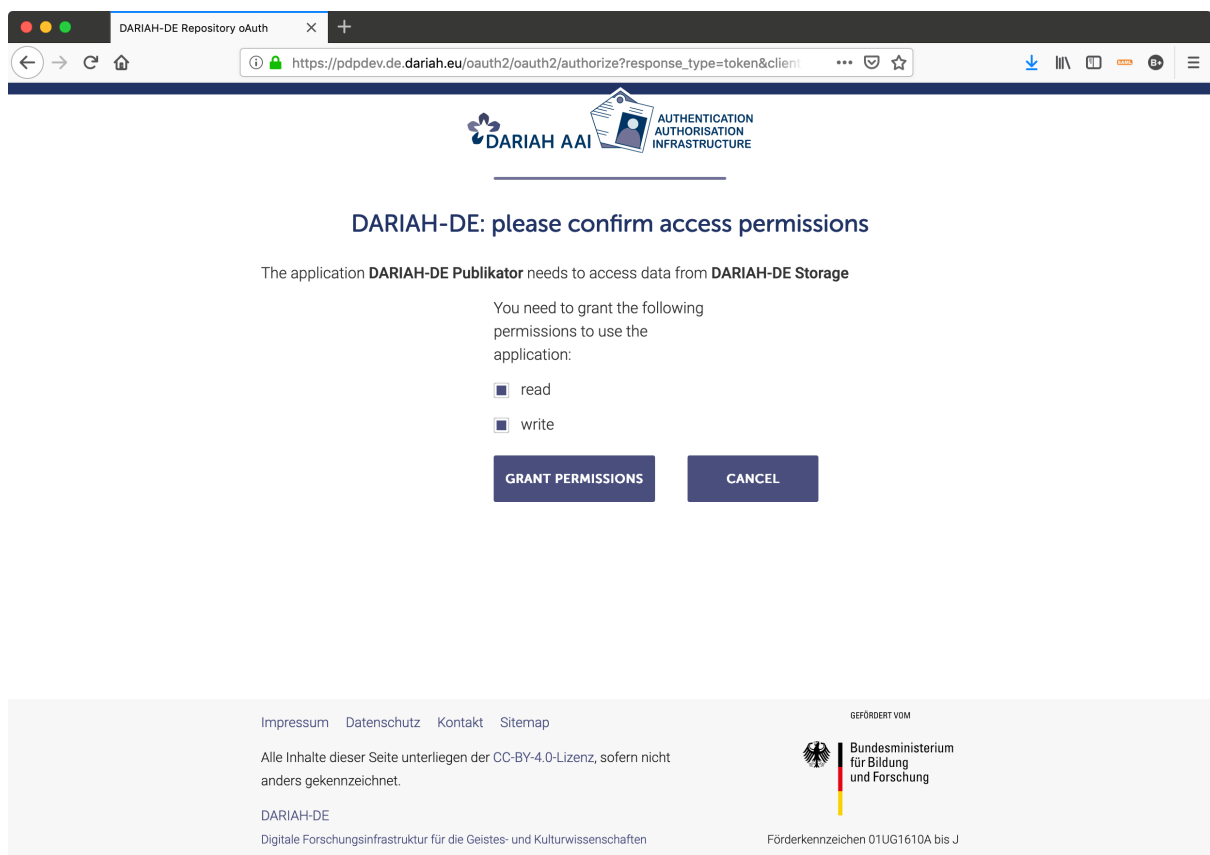 DARIAH-DE Repository oAuth
https://pdpdev.de.dariah.eu/oauth2/oauth2/authorize?response_type=token&client
DARIAH AAI
AUTHENTICATION
AUTHORISATION
INFRASTRUCTURE
DARIAH-DE: please confirm access permissions
The application DARIAH-DE Publikator needs to access data from DARIAH-DE Storage
You need to grant the following
permissions to use the
application:
read
write
GRANT PERMISSIONS CANCEL
Impressum Datenschutz Kontakt Sitemap
Alle Inhalte dieser Seite unterliegen der CC-BY-4.0-Lizenz, sofern nicht
anders gekennzeichnet.
DARIAH-DE
Digitale Forschungsinfrastruktur für die Geistes- und Kulturwissenschaften
GEFÖRDERT VOM
Bundesministerium
für Bildung
und Forschung
Förderkennzeichen 01UG1610A bis J